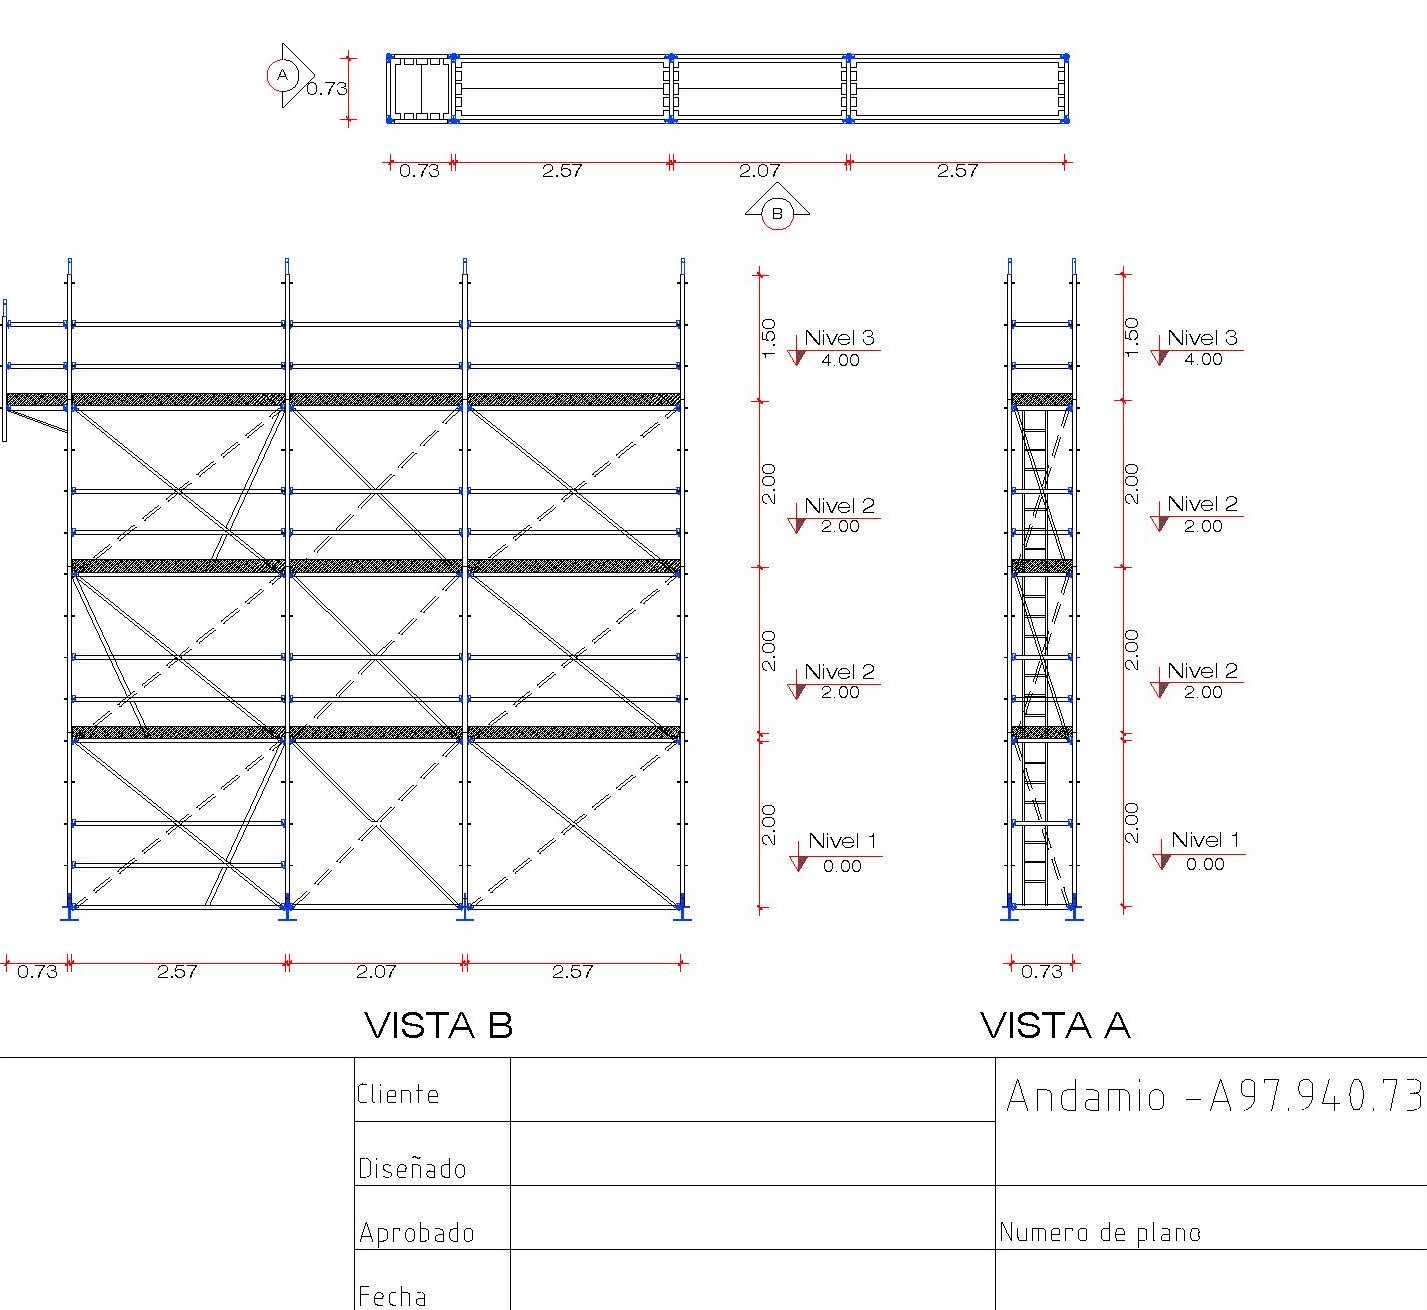 A
0.73
0.73 2.57 2.07 2.57
B
1.50 Nivel 3 1.50 Nivel 3
4.00 4.00
2.00 Nivel 2 2.00 Nivel 2
2.00 2.00
2.00 Nivel 2 2.00 Nivel 2
2.00 2.00
2.00 Nivel 1 2.00 Nivel 1
0.00 0.00
0.73 2.57 2.07 2.57 0.73
VISTA B VISTA A
Cliente
Andamio -A97.940.73
Diseñado
Aprobado
Numero de plano
Fecha